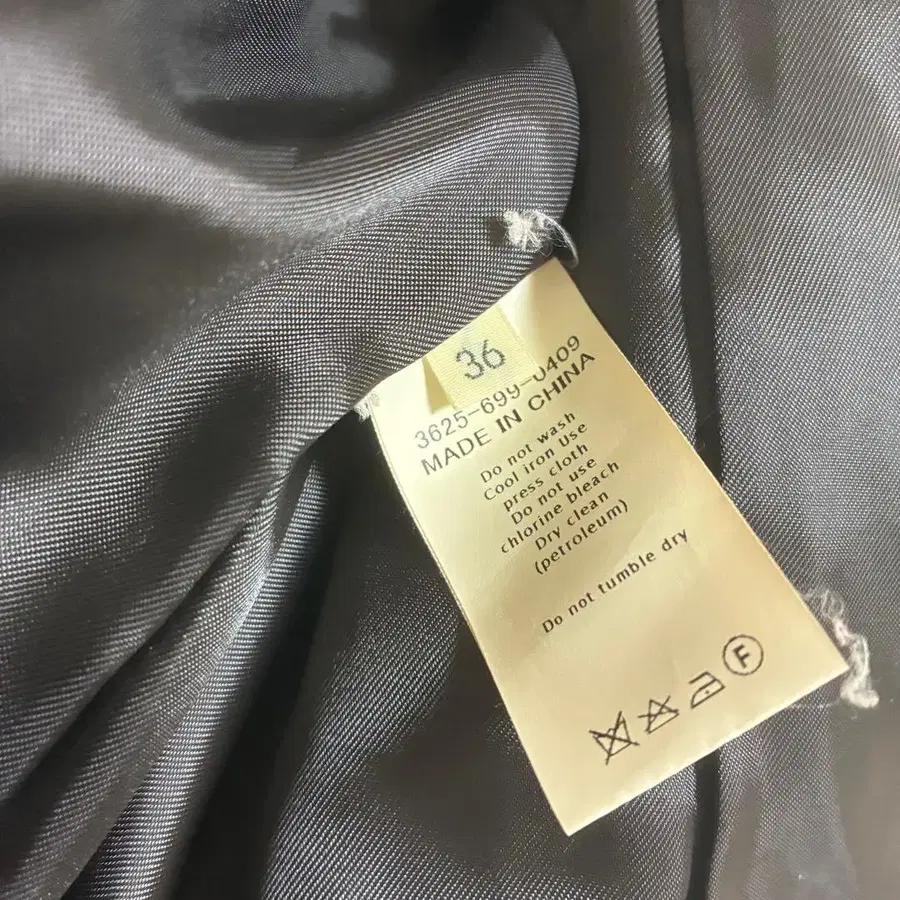 36
3625-699-0409
MADE IN CHINA
Do not wash
Cool iron use
press cloth
Do not use
chlorine bleach
Dry clean
(petroleum)
Do not tumble dry
F